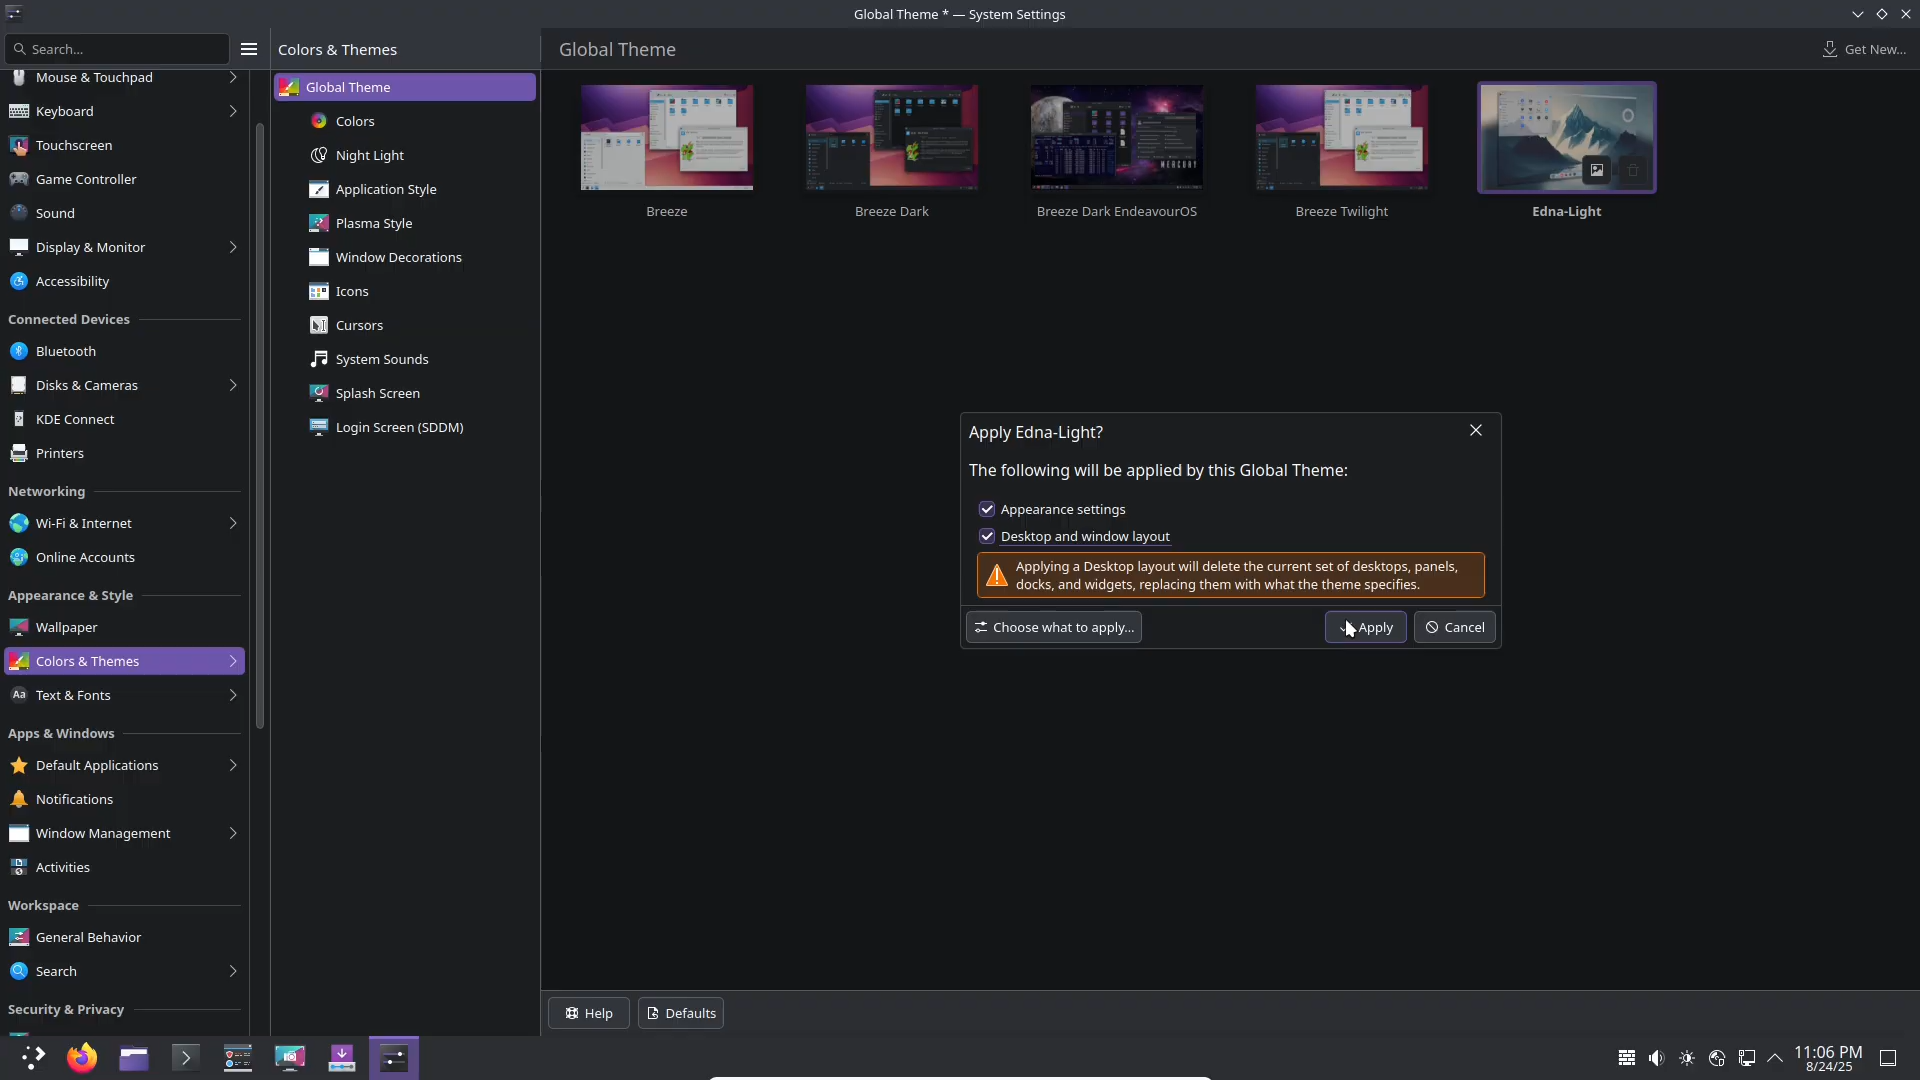 Global Theme * — System Settings
Search...
Colors & Themes
Global Theme
Get New...
Mouse & Touchpad
Keyboard
Touchscreen
Game Controller
Sound
Display & Monitor
Accessibility
Connected Devices
Bluetooth
Disks & Cameras
KDE Connect
Printers
Networking
Wi-Fi & Internet
Online Accounts
Appearance & Style
Wallpaper
Colors & Themes
Text & Fonts
Apps & Windows
Default Applications
Notifications
Window Management
Activities
Workspace
General Behavior
Search
Security & Privacy
Global Theme
Colors
Night Light
Application Style
Plasma Style
Window Decorations
Icons
Cursors
System Sounds
Splash Screen
Login Screen (SDDM)
MERCURY
Breeze
Breeze Dark
Breeze Dark EndeavourOS
Breeze Twilight
Edna-Light
Apply Edna-Light?
The following will be applied by this Global Theme:
Appearance settings
Desktop and window layout
Applying a Desktop layout will delete the current set of desktops, panels,
docks, and widgets, replacing them with what the theme specifies.
Choose what to apply...
Apply
Cancel
Help
Defaults
11:06 PM
8/24/25